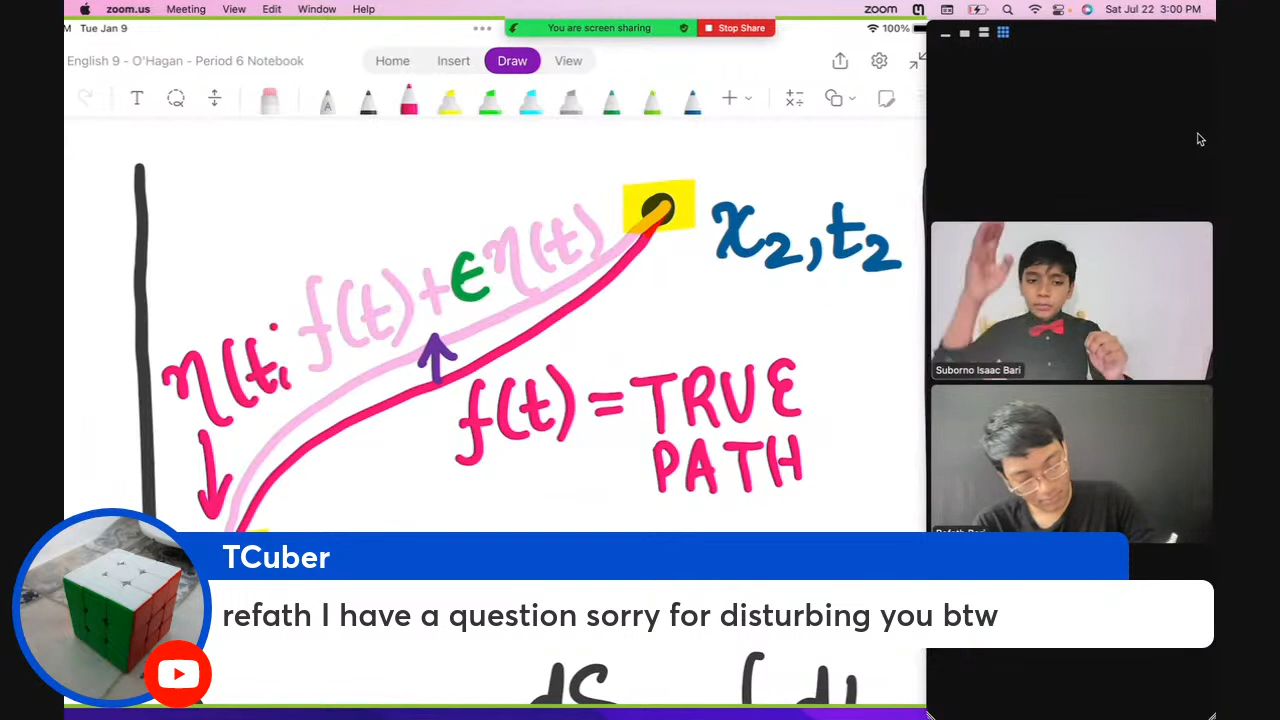 zoom.us Meeting View Edit Window Help zoom Sat Jul 22 3:00 PM
M Tue Jan 9 You are screen sharing Stop Share 100%
English 9 - O'Hagan - Period 6 Notebook Home Insert Draw View
T A
x₂,t₂
f(t)+εη(t)
η(t₁
f(t)=TRUE
PATH
Suborno Isaac Bari
TCuber
refath I have a question sorry for disturbing you btw
dS